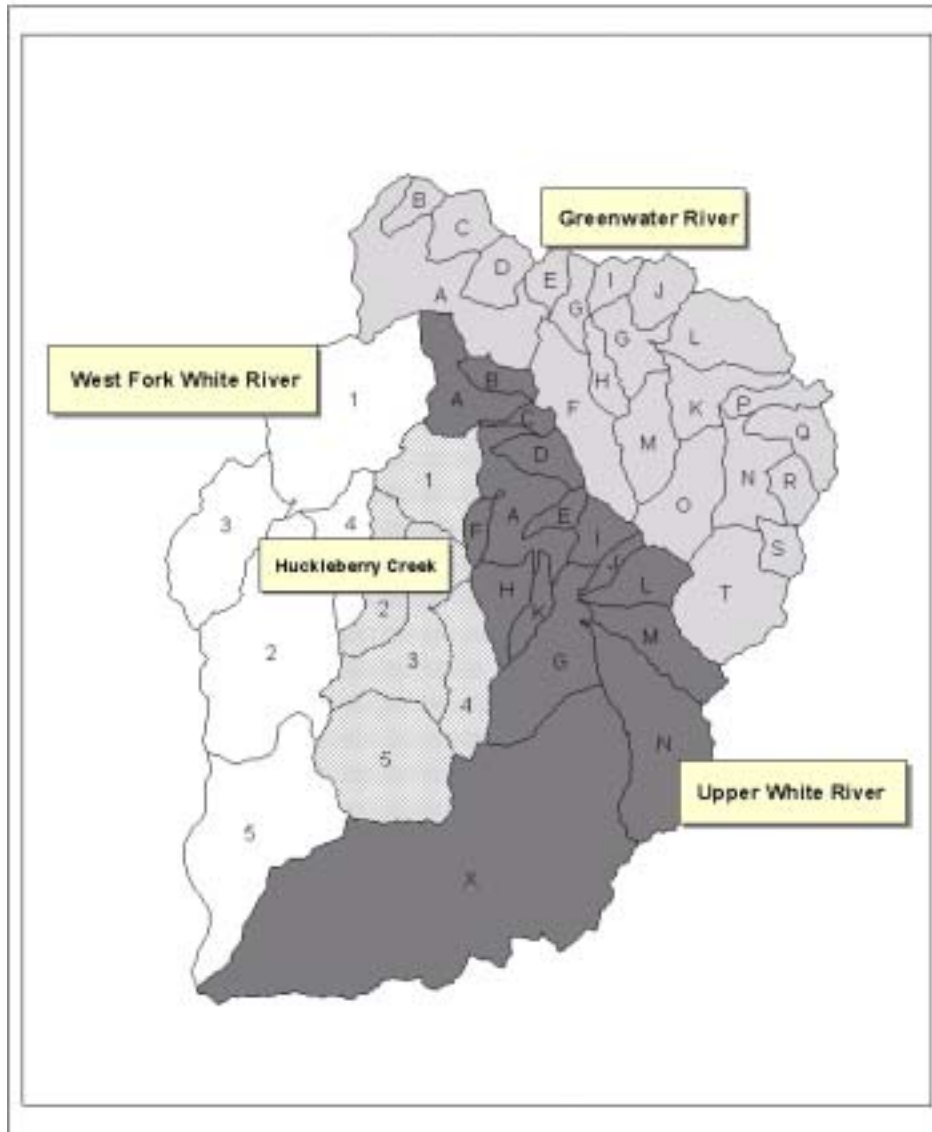 B
C
Greenwater River
D
E
I
J
A
G
G
L
West Fork White River
B
H
1
A
F
K
P
C
Q
M
D
1
N
R
3
4
A
E
O
F
I
S
Huckleberry Creek
J
H
L
T
2
K
2
M
3
G
4
N
5
Upper White River
5
X